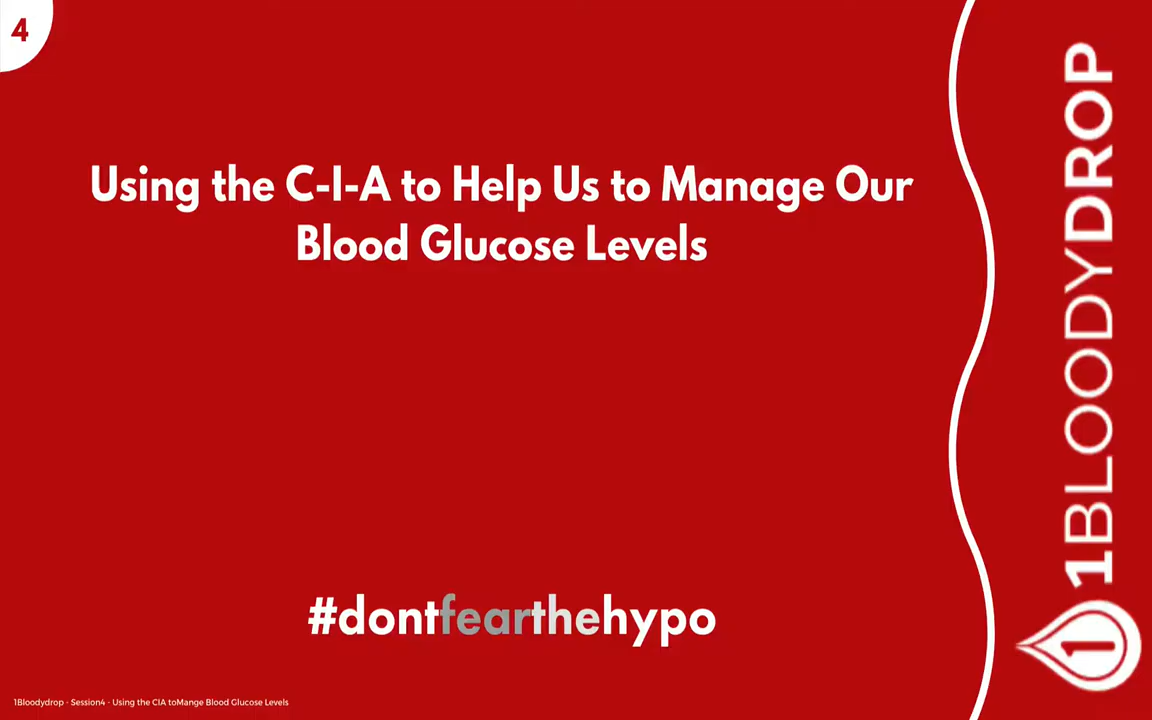 4
Using the C-I-A to Help Us to Manage Our
Blood Glucose Levels
#dontfearthehypo
1Bloodydrop - Session4 - Using the CIA toMange Blood Glucose Levels
1BLOODYDROP
1